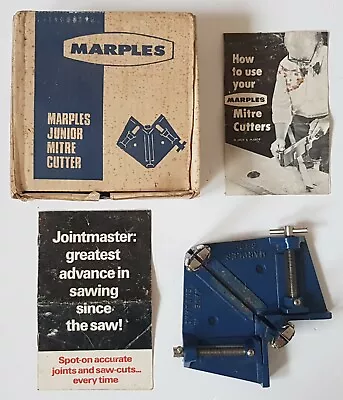 MARPLES
MARPLES
JUNIOR
MITRE
CUTTER
How
to use
your
MARPLES
Mitre
Cutters
Jointmaster:
greatest
advance in
sawing
since
the saw!
Spot-on accurate
joints and saw-cuts...
every time